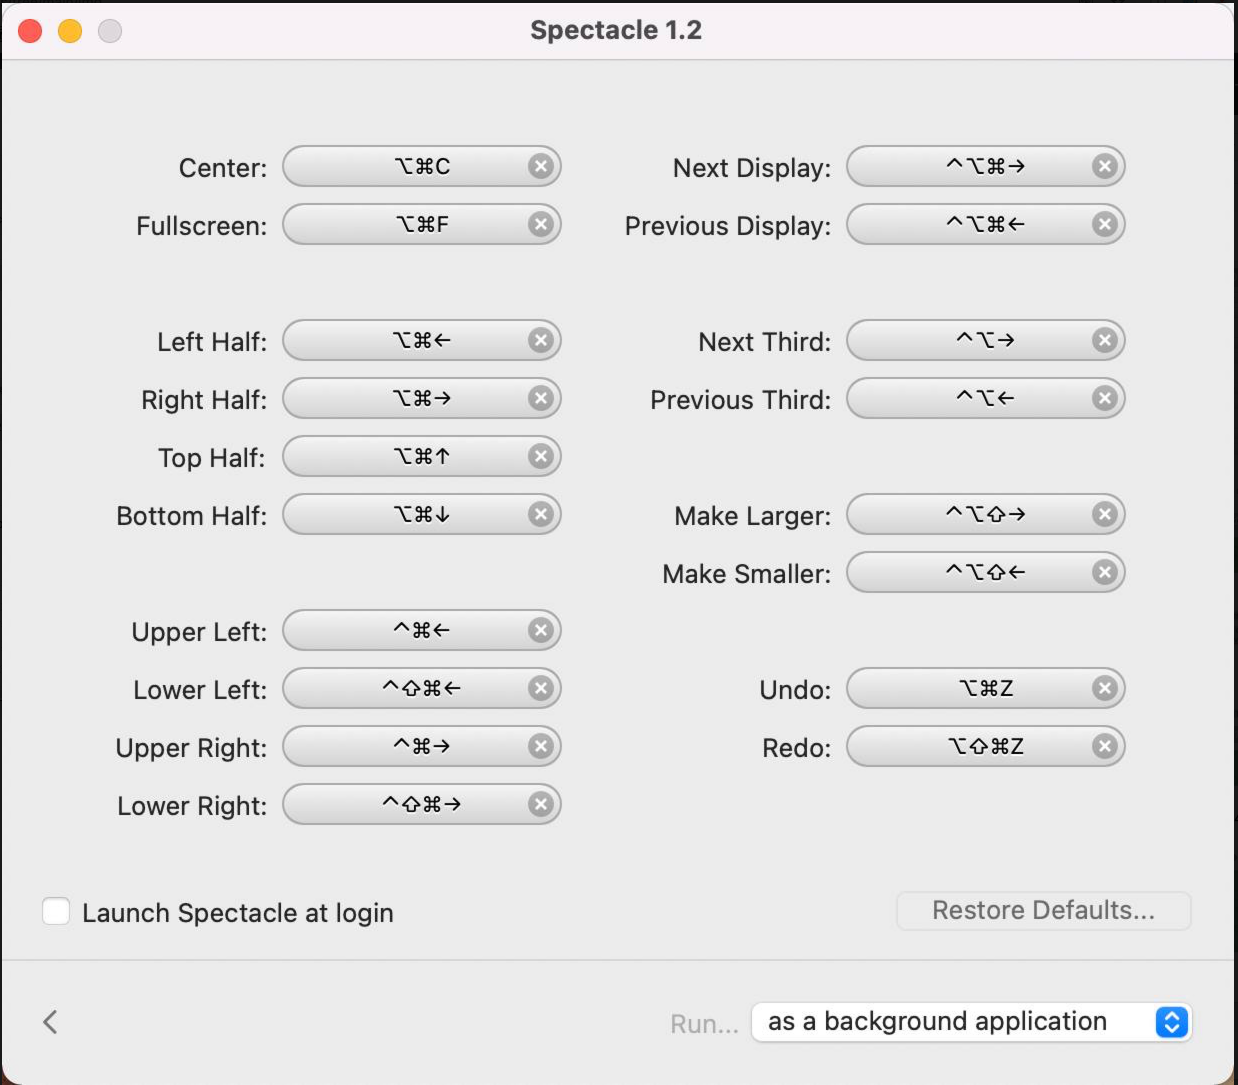 Spectacle 1.2
Center: ⌥⌘C
Fullscreen: ⌥⌘F
Left Half: ⌥⌘←
Right Half: ⌥⌘→
Top Half: ⌥⌘↑
Bottom Half: ⌥⌘↓
Upper Left: ^⌘←
Lower Left: ^⇧⌘←
Upper Right: ^⌘→
Lower Right: ^⇧⌘→
Next Display: ^⌥⌘→
Previous Display: ^⌥⌘←
Next Third: ^⌥→
Previous Third: ^⌥←
Make Larger: ^⌥⇧→
Make Smaller: ^⌥⇧←
Undo: ⌥⌘Z
Redo: ⌥⇧⌘Z
Launch Spectacle at login
Restore Defaults...
Run... as a background application